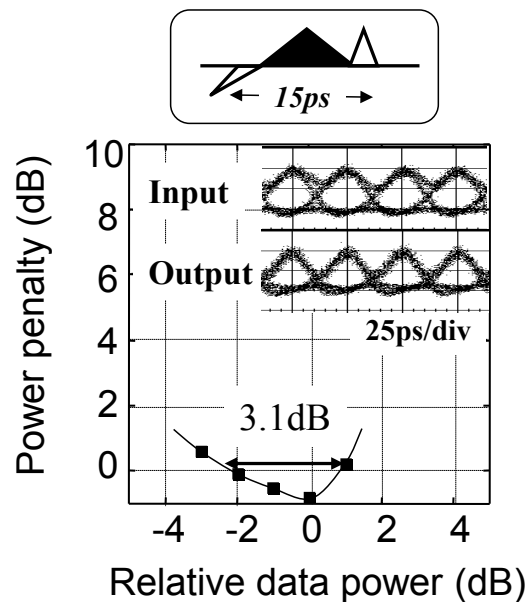 15ps
10
8
6
4
2
0
Input
Output
25ps/div
3.1dB
-4 -2 0 2 4
Power penalty (dB)
Relative data power (dB)